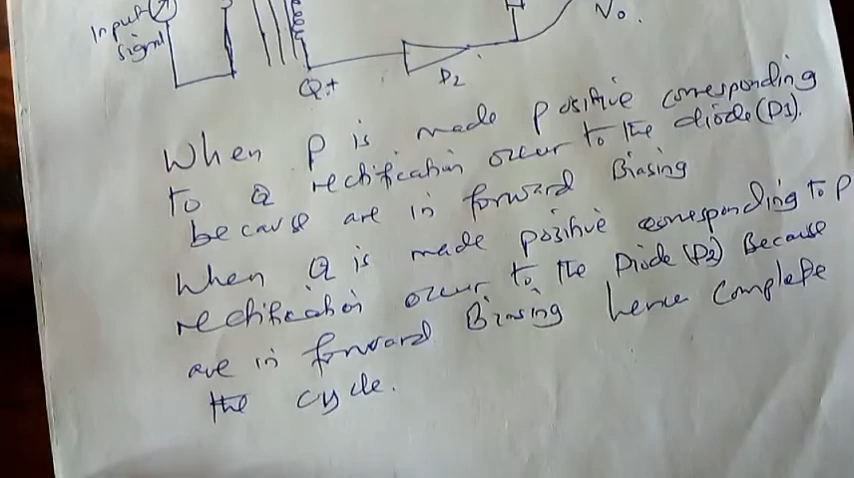 Input
signal
Vo.
Q+
D2
When P is made positive corresponding
to Q rectification occur to the diode (D1).
because are in forward Biasing
When Q is made positive corresponding to P
rectification occur to the Diode (D2) Because
are in forward Biasing hence complete
the cycle.